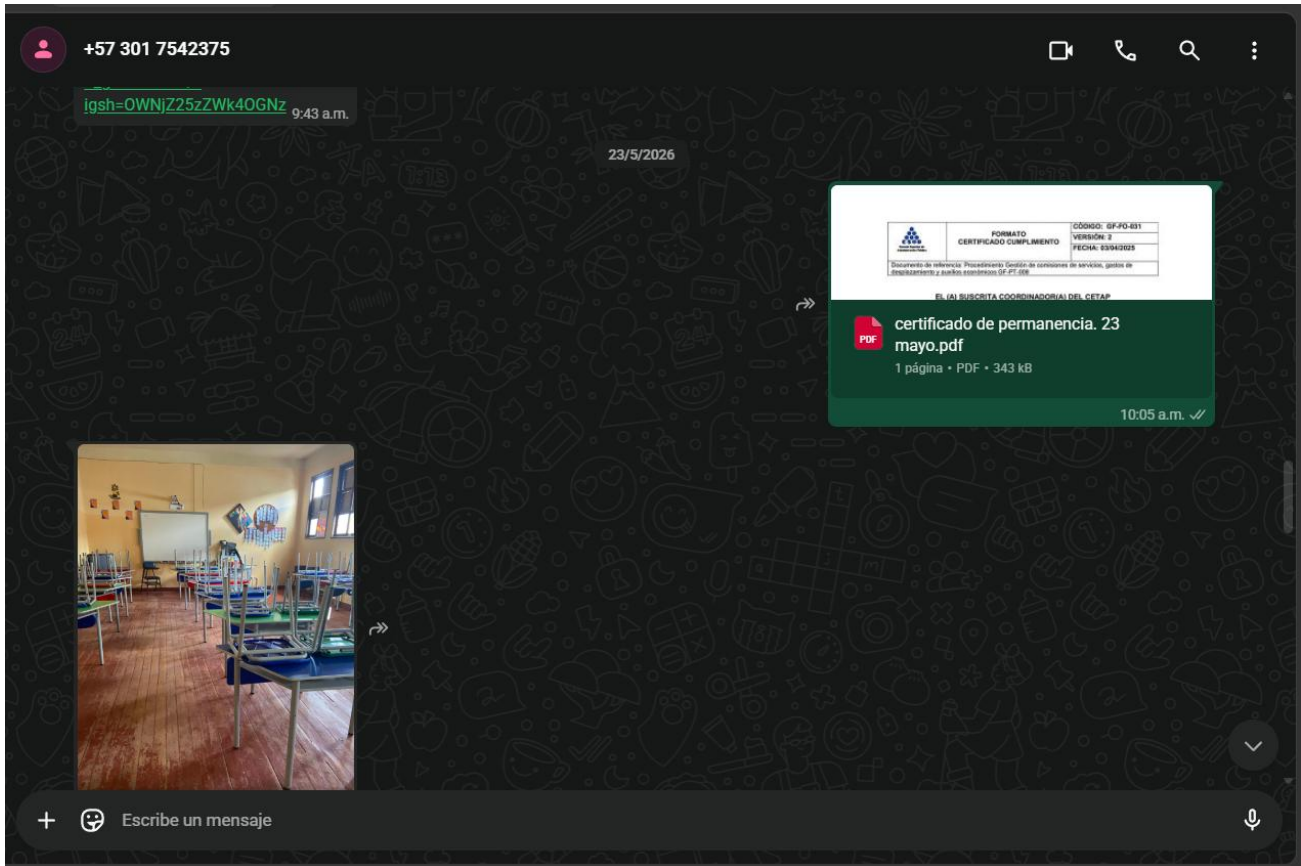 +57 301 7542375
igsh=OWNjZ25zZWk4OGNz 9:43 a.m.
23/5/2026
FORMATO
CERTIFICADO CUMPLIMIENTO
CÓDIGO: GF-FO-031
VERSIÓN: 2
FECHA: 03/04/2025
Documento de referencia: Procedimiento Gestión de comisiones de servicios, gastos de
desplazamiento y auxilios económicos GF-PT-008
EL (A) SUSCRITA COORDINADOR(A) DEL CETAP
PDF
certificado de permanencia. 23
mayo.pdf
1 página • PDF • 343 kB
10:05 a.m.
Escribe un mensaje